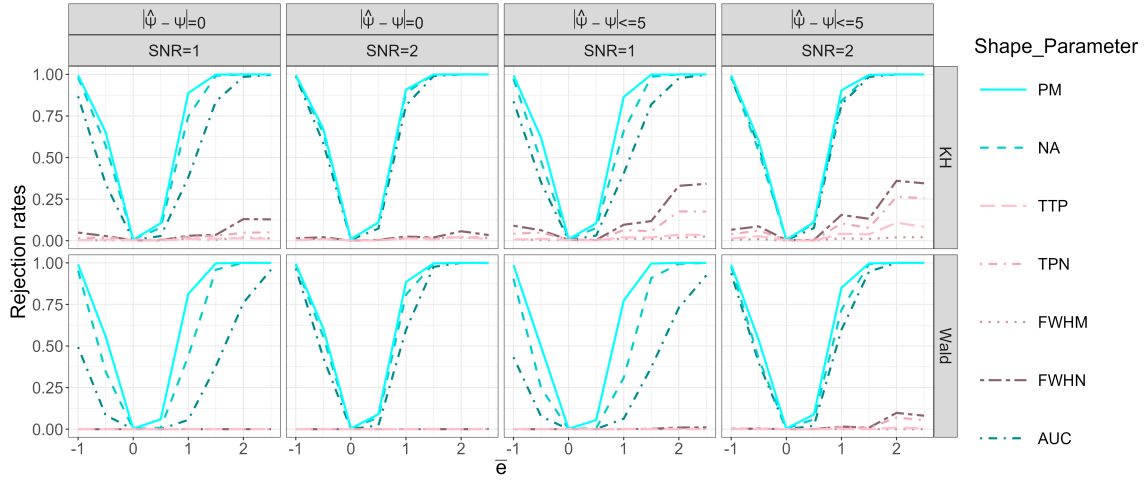 |Ψ̂ − Ψ|=0
|Ψ̂ − Ψ|=0
|Ψ̂ − Ψ|<=5
|Ψ̂ − Ψ|<=5
SNR=1
SNR=2
SNR=1
SNR=2
Rejection rates
1.00
0.75
0.50
0.25
0.00
KH
1.00
0.75
0.50
0.25
0.00
Wald
-1 0 1 2
-1 0 1 2
-1 0 1 2
-1 0 1 2
e̅
Shape_Parameter
PM
NA
TTP
TPN
FWHM
FWHN
AUC